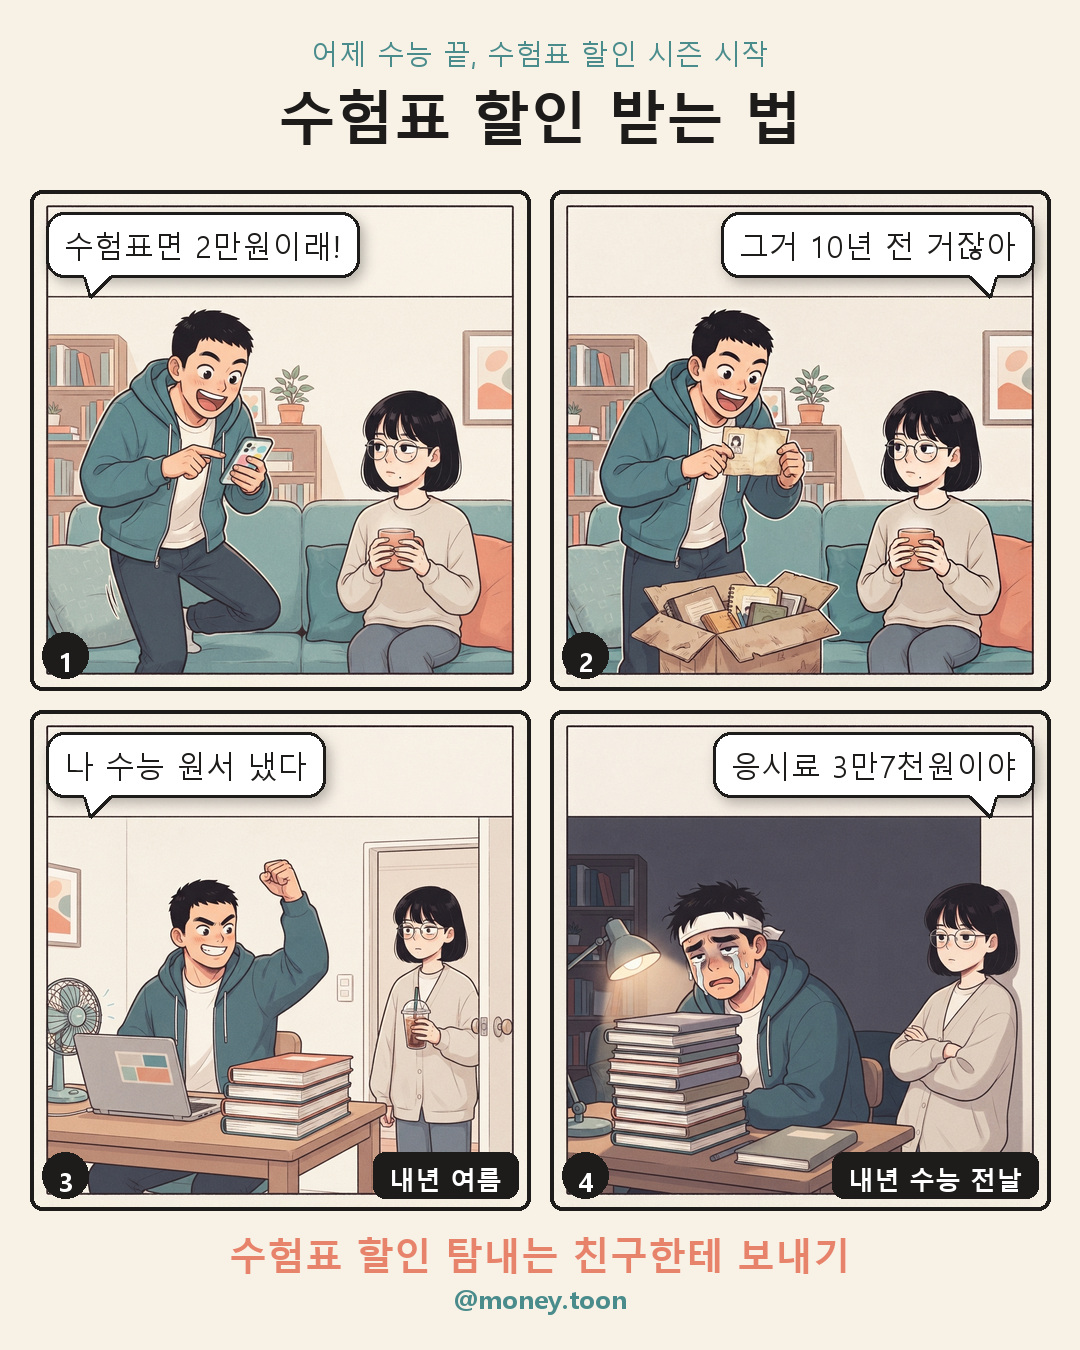 어제 수능 끝, 수험표 할인 시즌 시작
수험표 할인 받는 법
수험표면 2만원이래!
1
그거 10년 전 거잖아
2
나 수능 원서 냈다
3
내년 여름
응시료 3만7천원이야
4
내년 수능 전날
수험표 할인 탐내는 친구한테 보내기
@money.toon